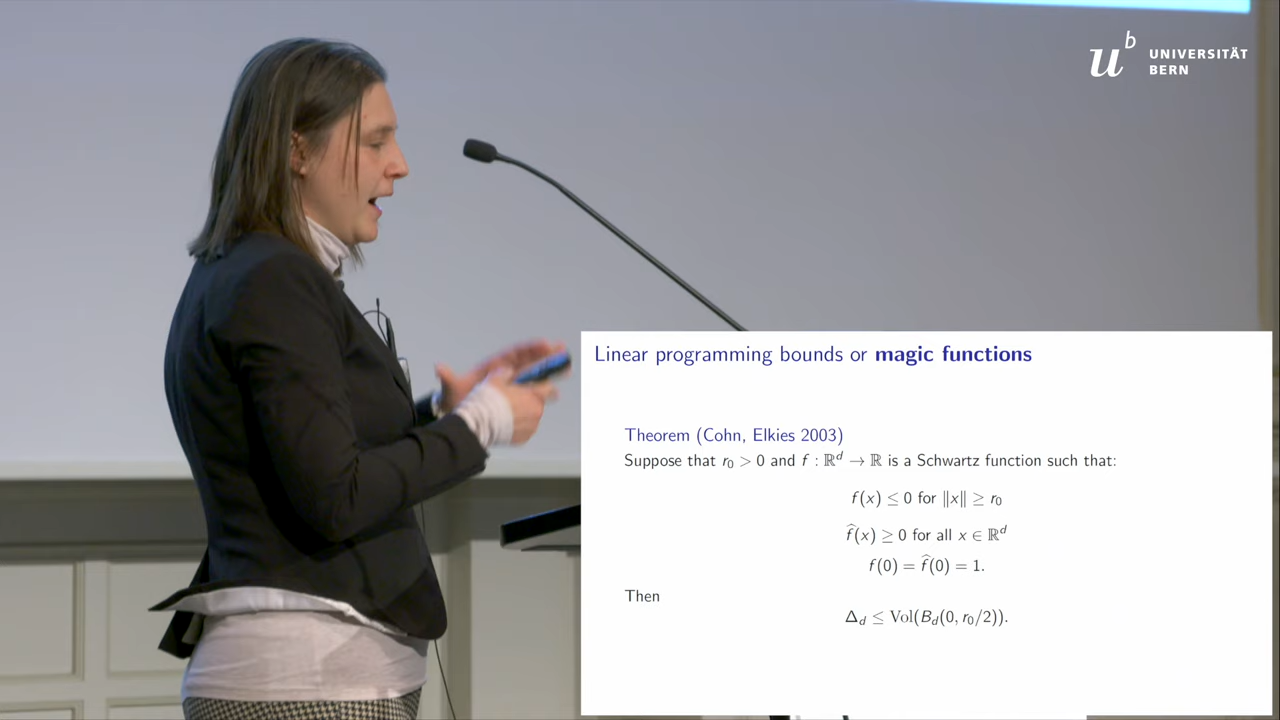 u^b UNIVERSITÄT
BERN
Linear programming bounds or magic functions
Theorem (Cohn, Elkies 2003)
Suppose that r₀ > 0 and f : ℝᵈ → ℝ is a Schwartz function such that:
f(x) ≤ 0 for ‖x‖ ≥ r₀
f̂(x) ≥ 0 for all x ∈ ℝᵈ
f(0) = f̂(0) = 1.
Then
Δ_d ≤ Vol(B_d(0, r₀/2)).